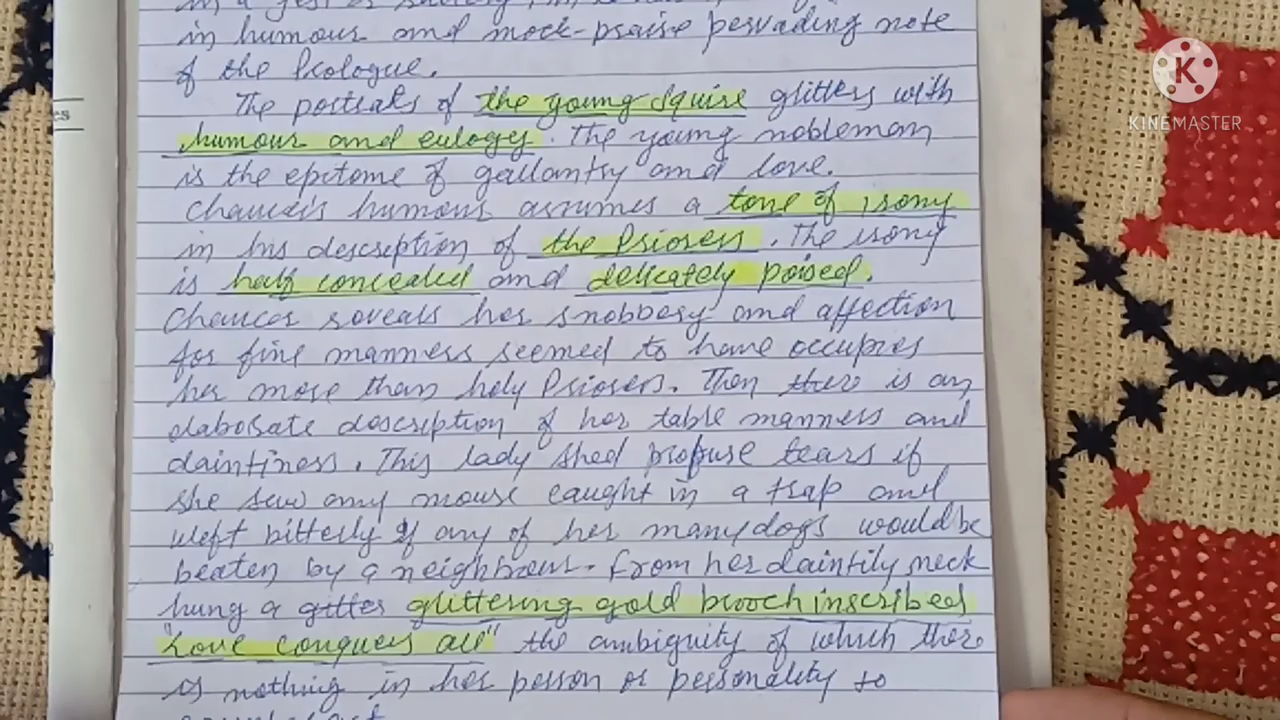 in humour and mock-praise pervading note
of the Prologue.
The portraits of the young squire glitters with
humour and eulogy. The young nobleman
is the epitome of gallantry and love.
Chaucer's humour assumes a tone of irony
in his description of the Prioress. The irony
is half concealed and delicately poised.
Chaucer reveals her snobbery and affection
for fine manners seemed to have occupies
her more than holy Prioress. Then there is an
elaborate description of her table manners and
daintiness. This lady shed profuse tears if
she saw any mouse caught in a trap and
wept bitterly if any of her many dogs would be
beaten by a neighbour. From her daintily neck
hung a glitter glittering gold brooch inscribed
"Love conquers all" the ambiguity of which there
is nothing in her person or personality to
es
K
KINEMASTER